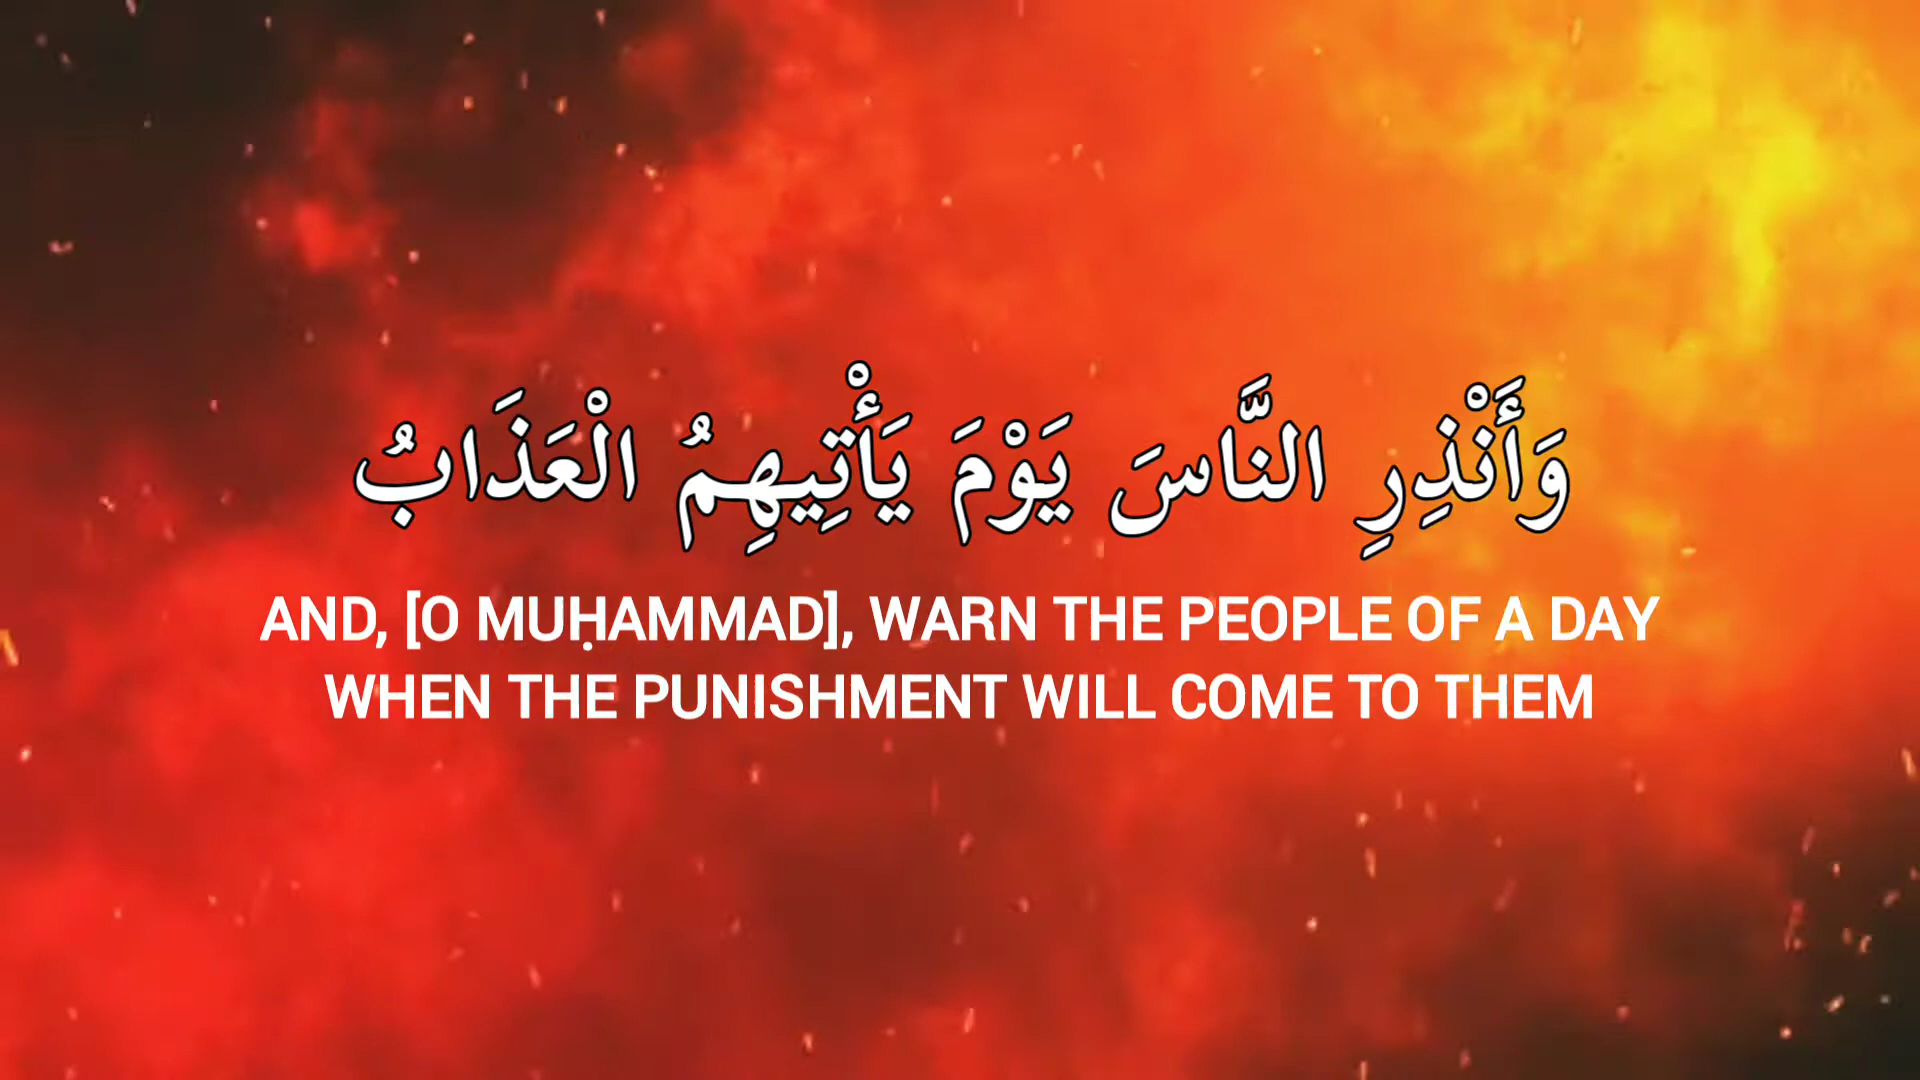 وَأَنْذِرِ النَّاسَ يَوْمَ يَأْتِيهِمُ الْعَذَابُ
AND, [O MUḤAMMAD], WARN THE PEOPLE OF A DAY
WHEN THE PUNISHMENT WILL COME TO THEM